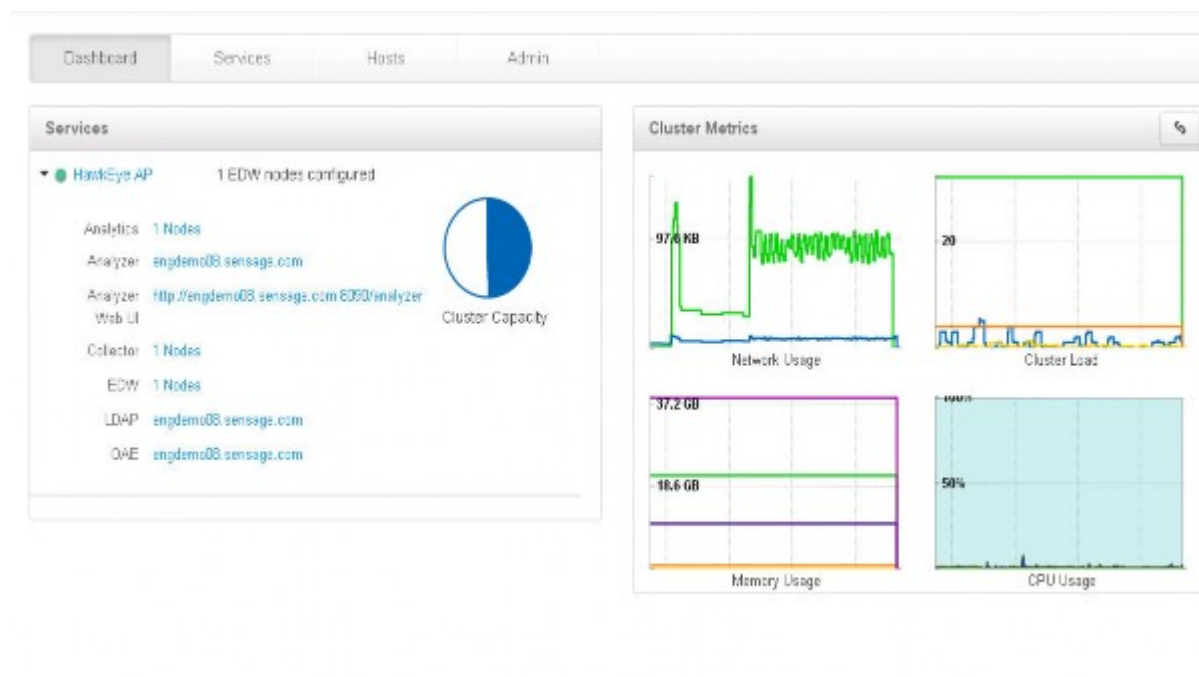 Dashboard Services Hosts Admin
Services
HawkEye AP 1 EDW nodes configured
Analytics 1 Nodes
Analyzer engdemo08.sensage.com
Analyzer Web UI http://engdemo08.sensage.com:8090/analyzer
Cluster Capacity
Collector 1 Nodes
EDW 1 Nodes
LDAP engdemo08.sensage.com
OAE engdemo08.sensage.com
Cluster Metrics
97.6 KB
Network Usage
20
Cluster Load
37.2 GB
18.6 GB
Memory Usage
100%
50%
CPU Usage